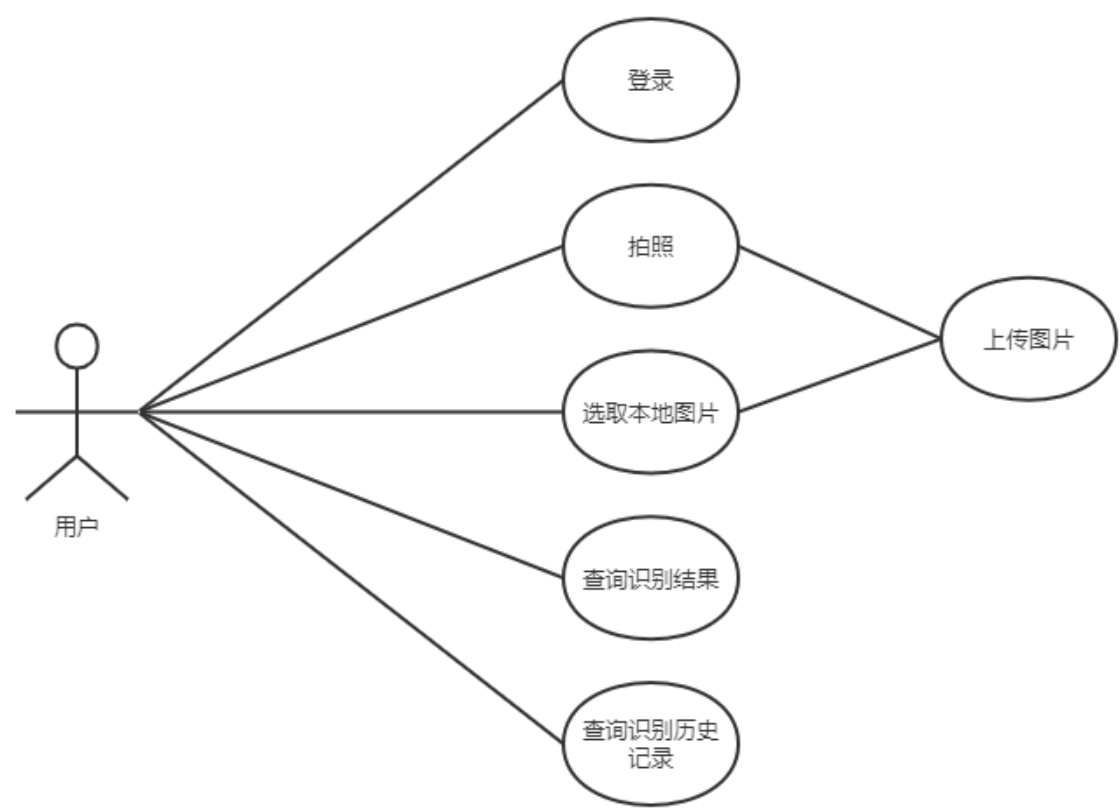 登录
拍照
上传图片
选取本地图片
用户
查询识别结果
查询识别历史
记录